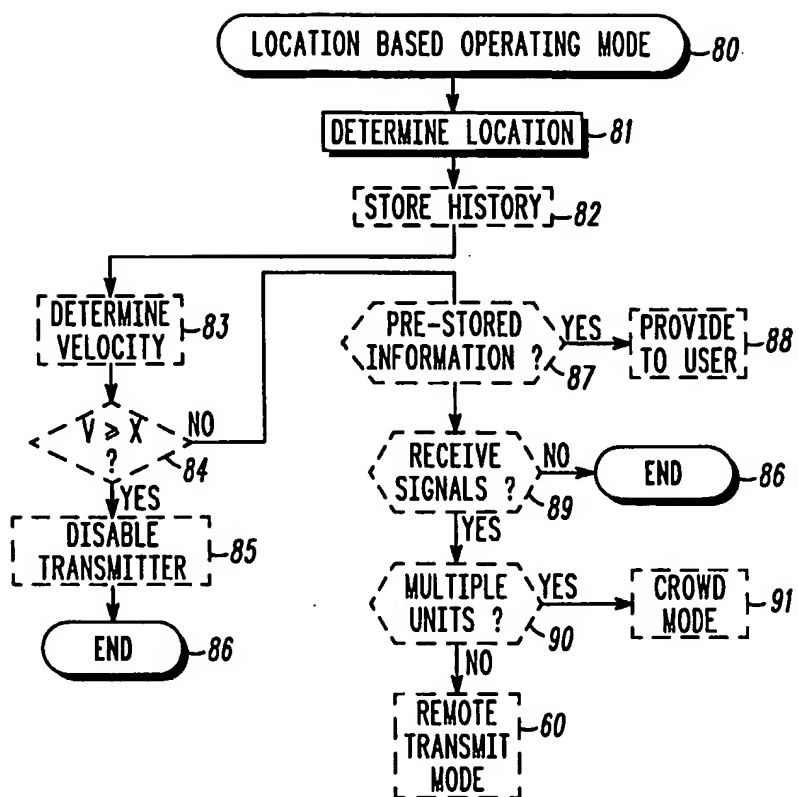 LOCATION BASED OPERATING MODE
80
DETERMINE LOCATION
81
STORE HISTORY
82
DETERMINE
VELOCITY
83
V ≥ X
?
84
NO
YES
DISABLE
TRANSMITTER
85
END
86
PRE-STORED
INFORMATION ?
87
YES
PROVIDE
TO USER
88
RECEIVE
SIGNALS ?
89
NO
END
86
YES
MULTIPLE
UNITS ?
90
YES
CROWD
MODE
91
NO
REMOTE
TRANSMIT
MODE
60